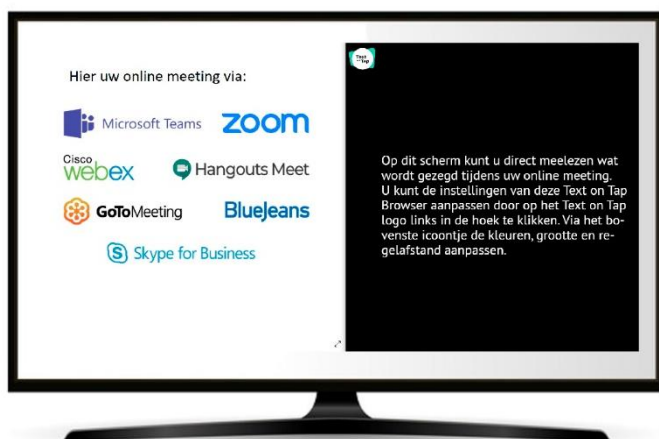 Hier uw online meeting via:
Microsoft Teams
zoom
Cisco
webex
Hangouts Meet
GoToMeeting
BlueJeans
Skype for Business
Text
on Tap
Op dit scherm kunt u direct meelezen wat
wordt gezegd tijdens uw online meeting.
U kunt de instellingen van deze Text on Tap
Browser aanpassen door op het Text on Tap
logo links in de hoek te klikken. Via het bo-
venste icoontje de kleuren, grootte en re-
gelafstand aanpassen.